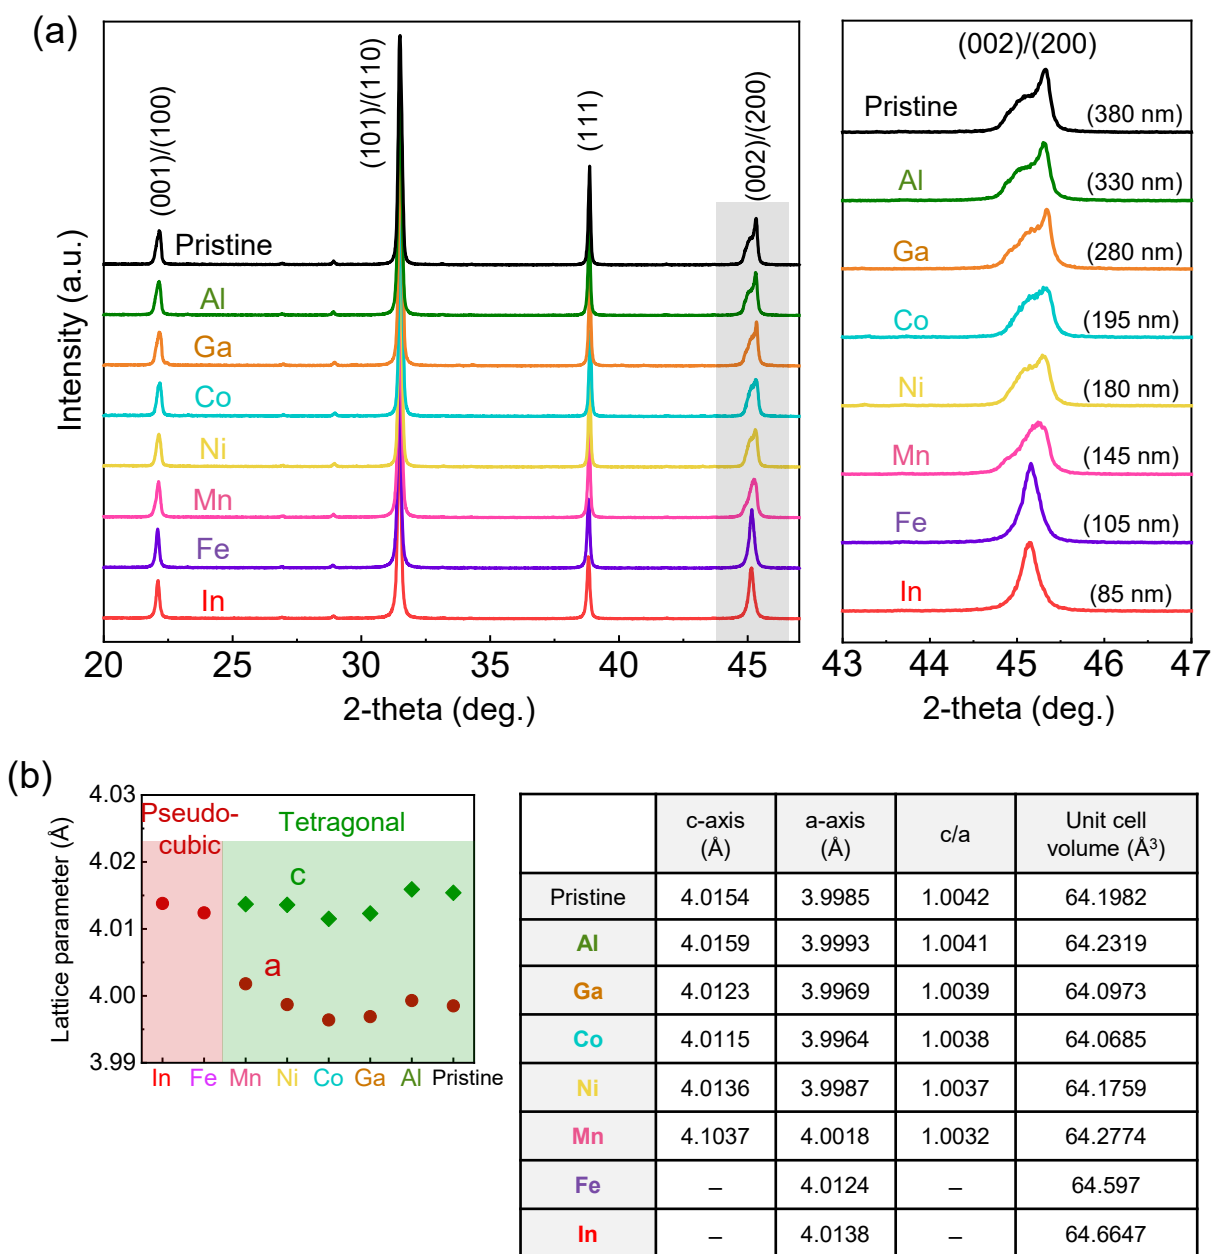 (a)
(001)/(100)
(101)/(110)
(111)
(002)/(200)
Pristine
Al
Ga
Co
Ni
Mn
Fe
In
Intensity (a.u.)
20 25 30 35 40 45
2-theta (deg.)
(002)/(200)
Pristine (380 nm)
Al (330 nm)
Ga (280 nm)
Co (195 nm)
Ni (180 nm)
Mn (145 nm)
Fe (105 nm)
In (85 nm)
43 44 45 46 47
2-theta (deg.)
(b)
Lattice parameter (Å)
4.03
4.02
4.01
4.00
3.99
Pseudo-
cubic
Tetragonal
c
a
In Fe Mn Ni Co Ga Al Pristine
c-axis (Å) a-axis (Å) c/a Unit cell volume (Å³)
Pristine 4.0154 3.9985 1.0042 64.1982
Al 4.0159 3.9993 1.0041 64.2319
Ga 4.0123 3.9969 1.0039 64.0973
Co 4.0115 3.9964 1.0038 64.0685
Ni 4.0136 3.9987 1.0037 64.1759
Mn 4.1037 4.0018 1.0032 64.2774
Fe – 4.0124 – 64.597
In – 4.0138 – 64.6647